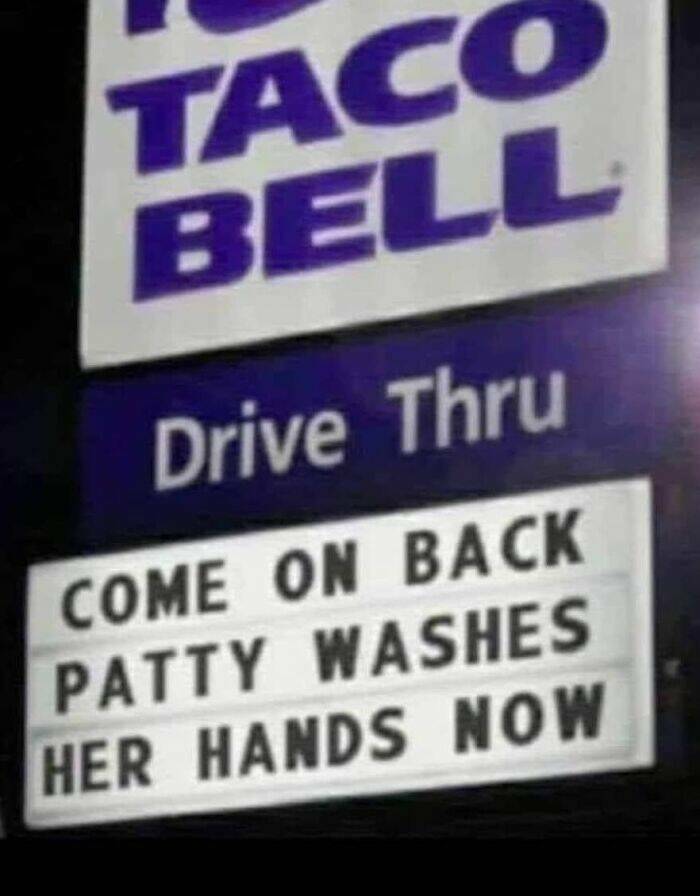 TACO
BELL
Drive Thru
COME ON BACK
PATTY WASHES
HER HANDS NOW